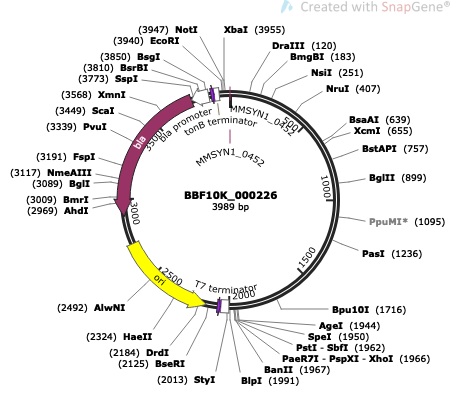 Created with SnapGene®
(3947) NotI
XbaI (3955)
(3940) EcoRI
(3850) BsgI
(3810) BsrBI
(3773) SspI
(3568) XmnI
(3449) ScaI
(3339) PvuI
(3191) FspI
(3117) NmeAIII
(3089) BglI
(3009) BmrI
(2969) AhdI
DraIII (120)
BmgBI (183)
NsiI (251)
NruI (407)
BsaAI (639)
XcmI (655)
BstAPI (757)
BglII (899)
PpuMI* (1095)
PasI (1236)
bla promoter
tonB terminator
MMSYN1_0452
MMSYN1_0452
bla
500
1000
1500
2000
2500
3000
3500
BBF10K_000226
3989 bp
T7 terminator
ori
Bpu10I (1716)
AgeI (1944)
SpeI (1950)
PstI - SbfI (1962)
PaeR7I - PspXI - XhoI (1966)
BanII (1967)
BlpI (1991)
(2492) AlwNI
(2324) HaeII
(2184) DrdI
(2125) BseRI
(2013) StyI